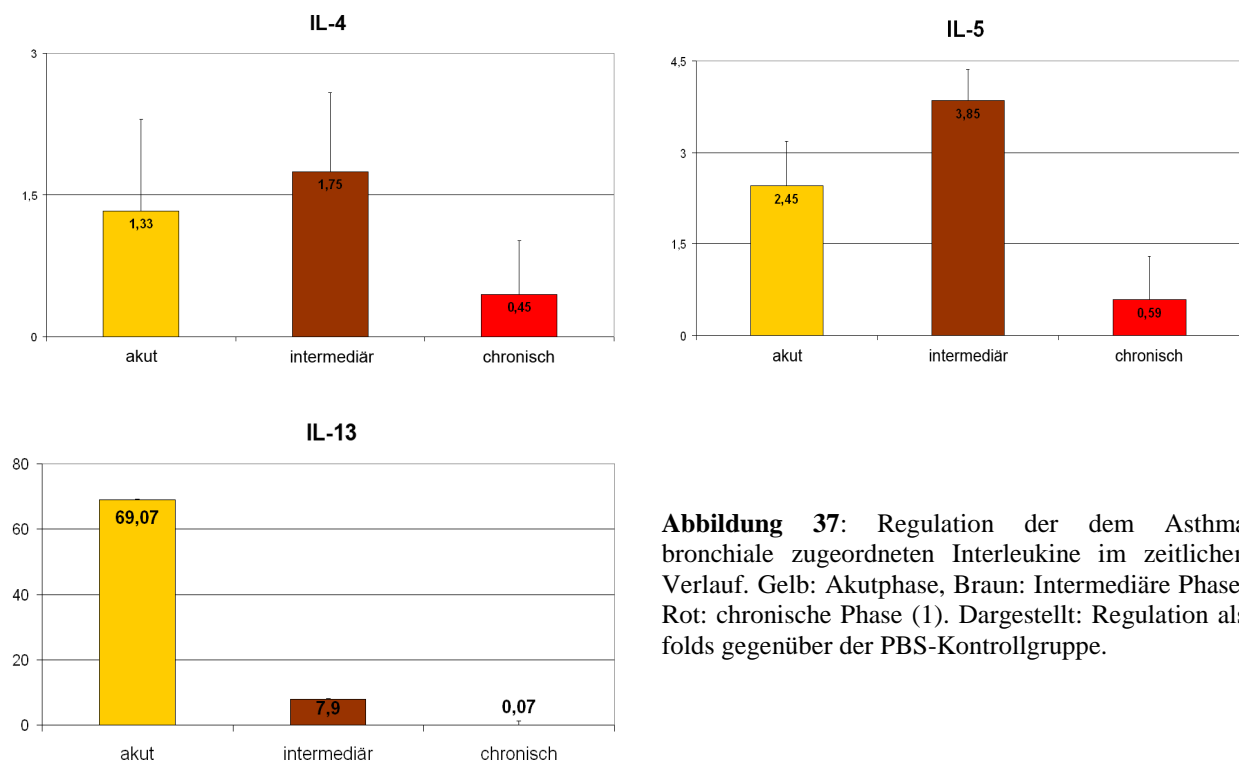 IL-4
3
1,5
0
1,33
1,75
0,45
akut intermediär chronisch
IL-5
4,5
3
1,5
0
2,45
3,85
0,59
akut intermediär chronisch
IL-13
80
60
40
20
0
69,07
7,9
0,07
akut intermediär chronisch
Abbildung 37: Regulation der dem Asthma
bronchiale zugeordneten Interleukine im zeitlicher
Verlauf. Gelb: Akutphase, Braun: Intermediäre Phase
Rot: chronische Phase (1). Dargestellt: Regulation als
folds gegenüber der PBS-Kontrollgruppe.